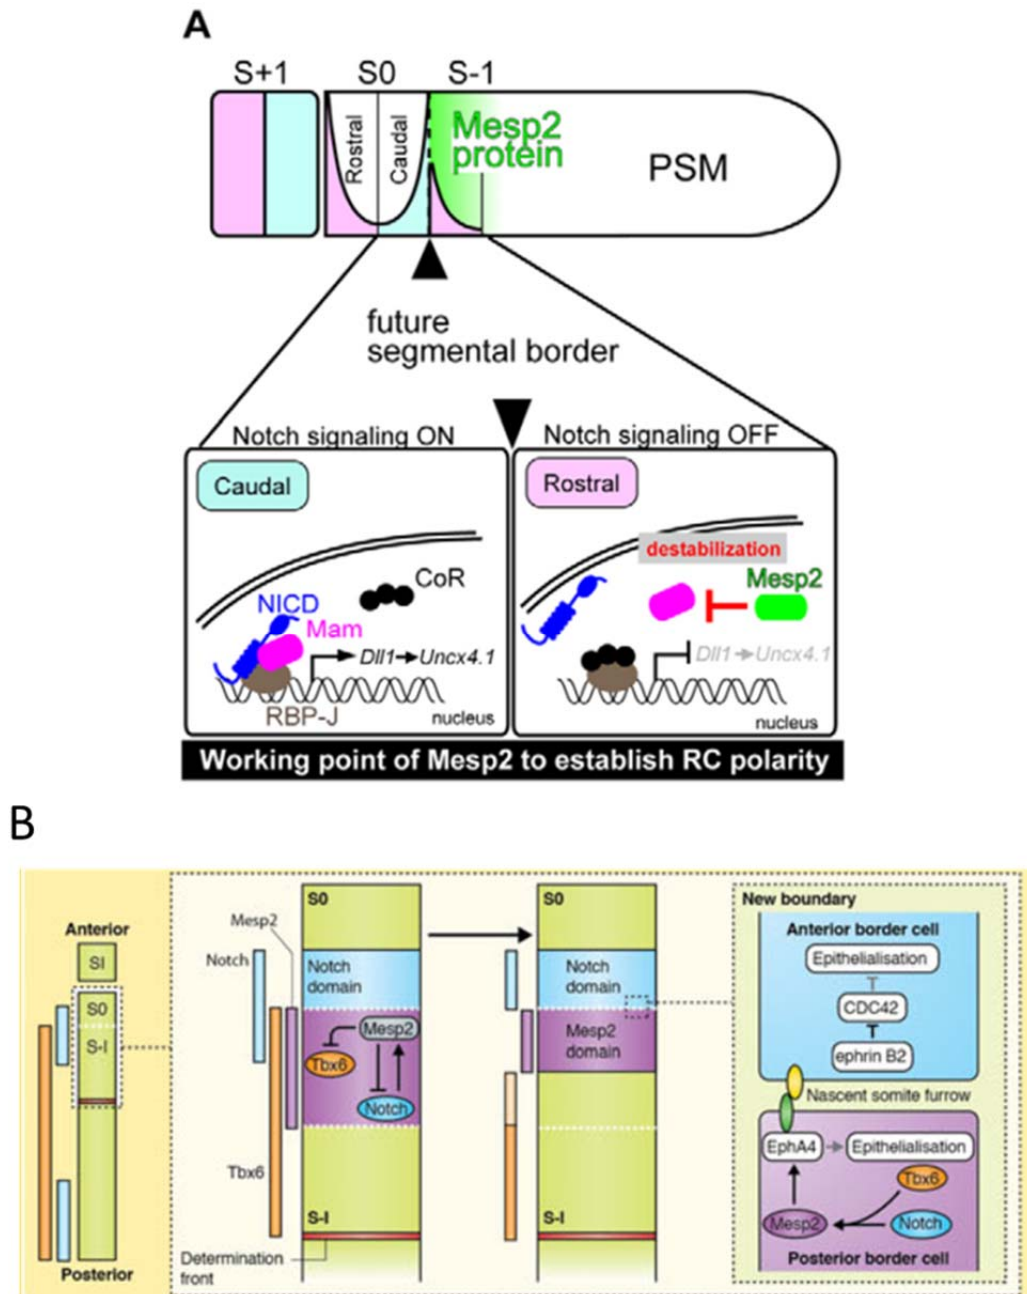 A
S+1 S0 S-1
Rostral
Caudal
Mesp2
protein
PSM
future
segmental border
Notch signaling ON
Notch signaling OFF
Caudal
Rostral
destabilization
CoR
Mesp2
NICD
Mam
Dll1 Uncx4.1
Dll1 Uncx4.1
RBP-J
nucleus
nucleus
Working point of Mesp2 to establish RC polarity
B
Anterior
SI
S0
S-I
Posterior
Mesp2
Notch
Tbx6
Determination
front
S0
Notch
domain
Mesp2
Tbx6
Notch
S-I
S0
Notch
domain
Mesp2
domain
S-I
New boundary
Anterior border cell
Epithelialisation
CDC42
ephrin B2
Nascent somite furrow
EphA4
Epithelialisation
Tbx6
Mesp2
Notch
Posterior border cell